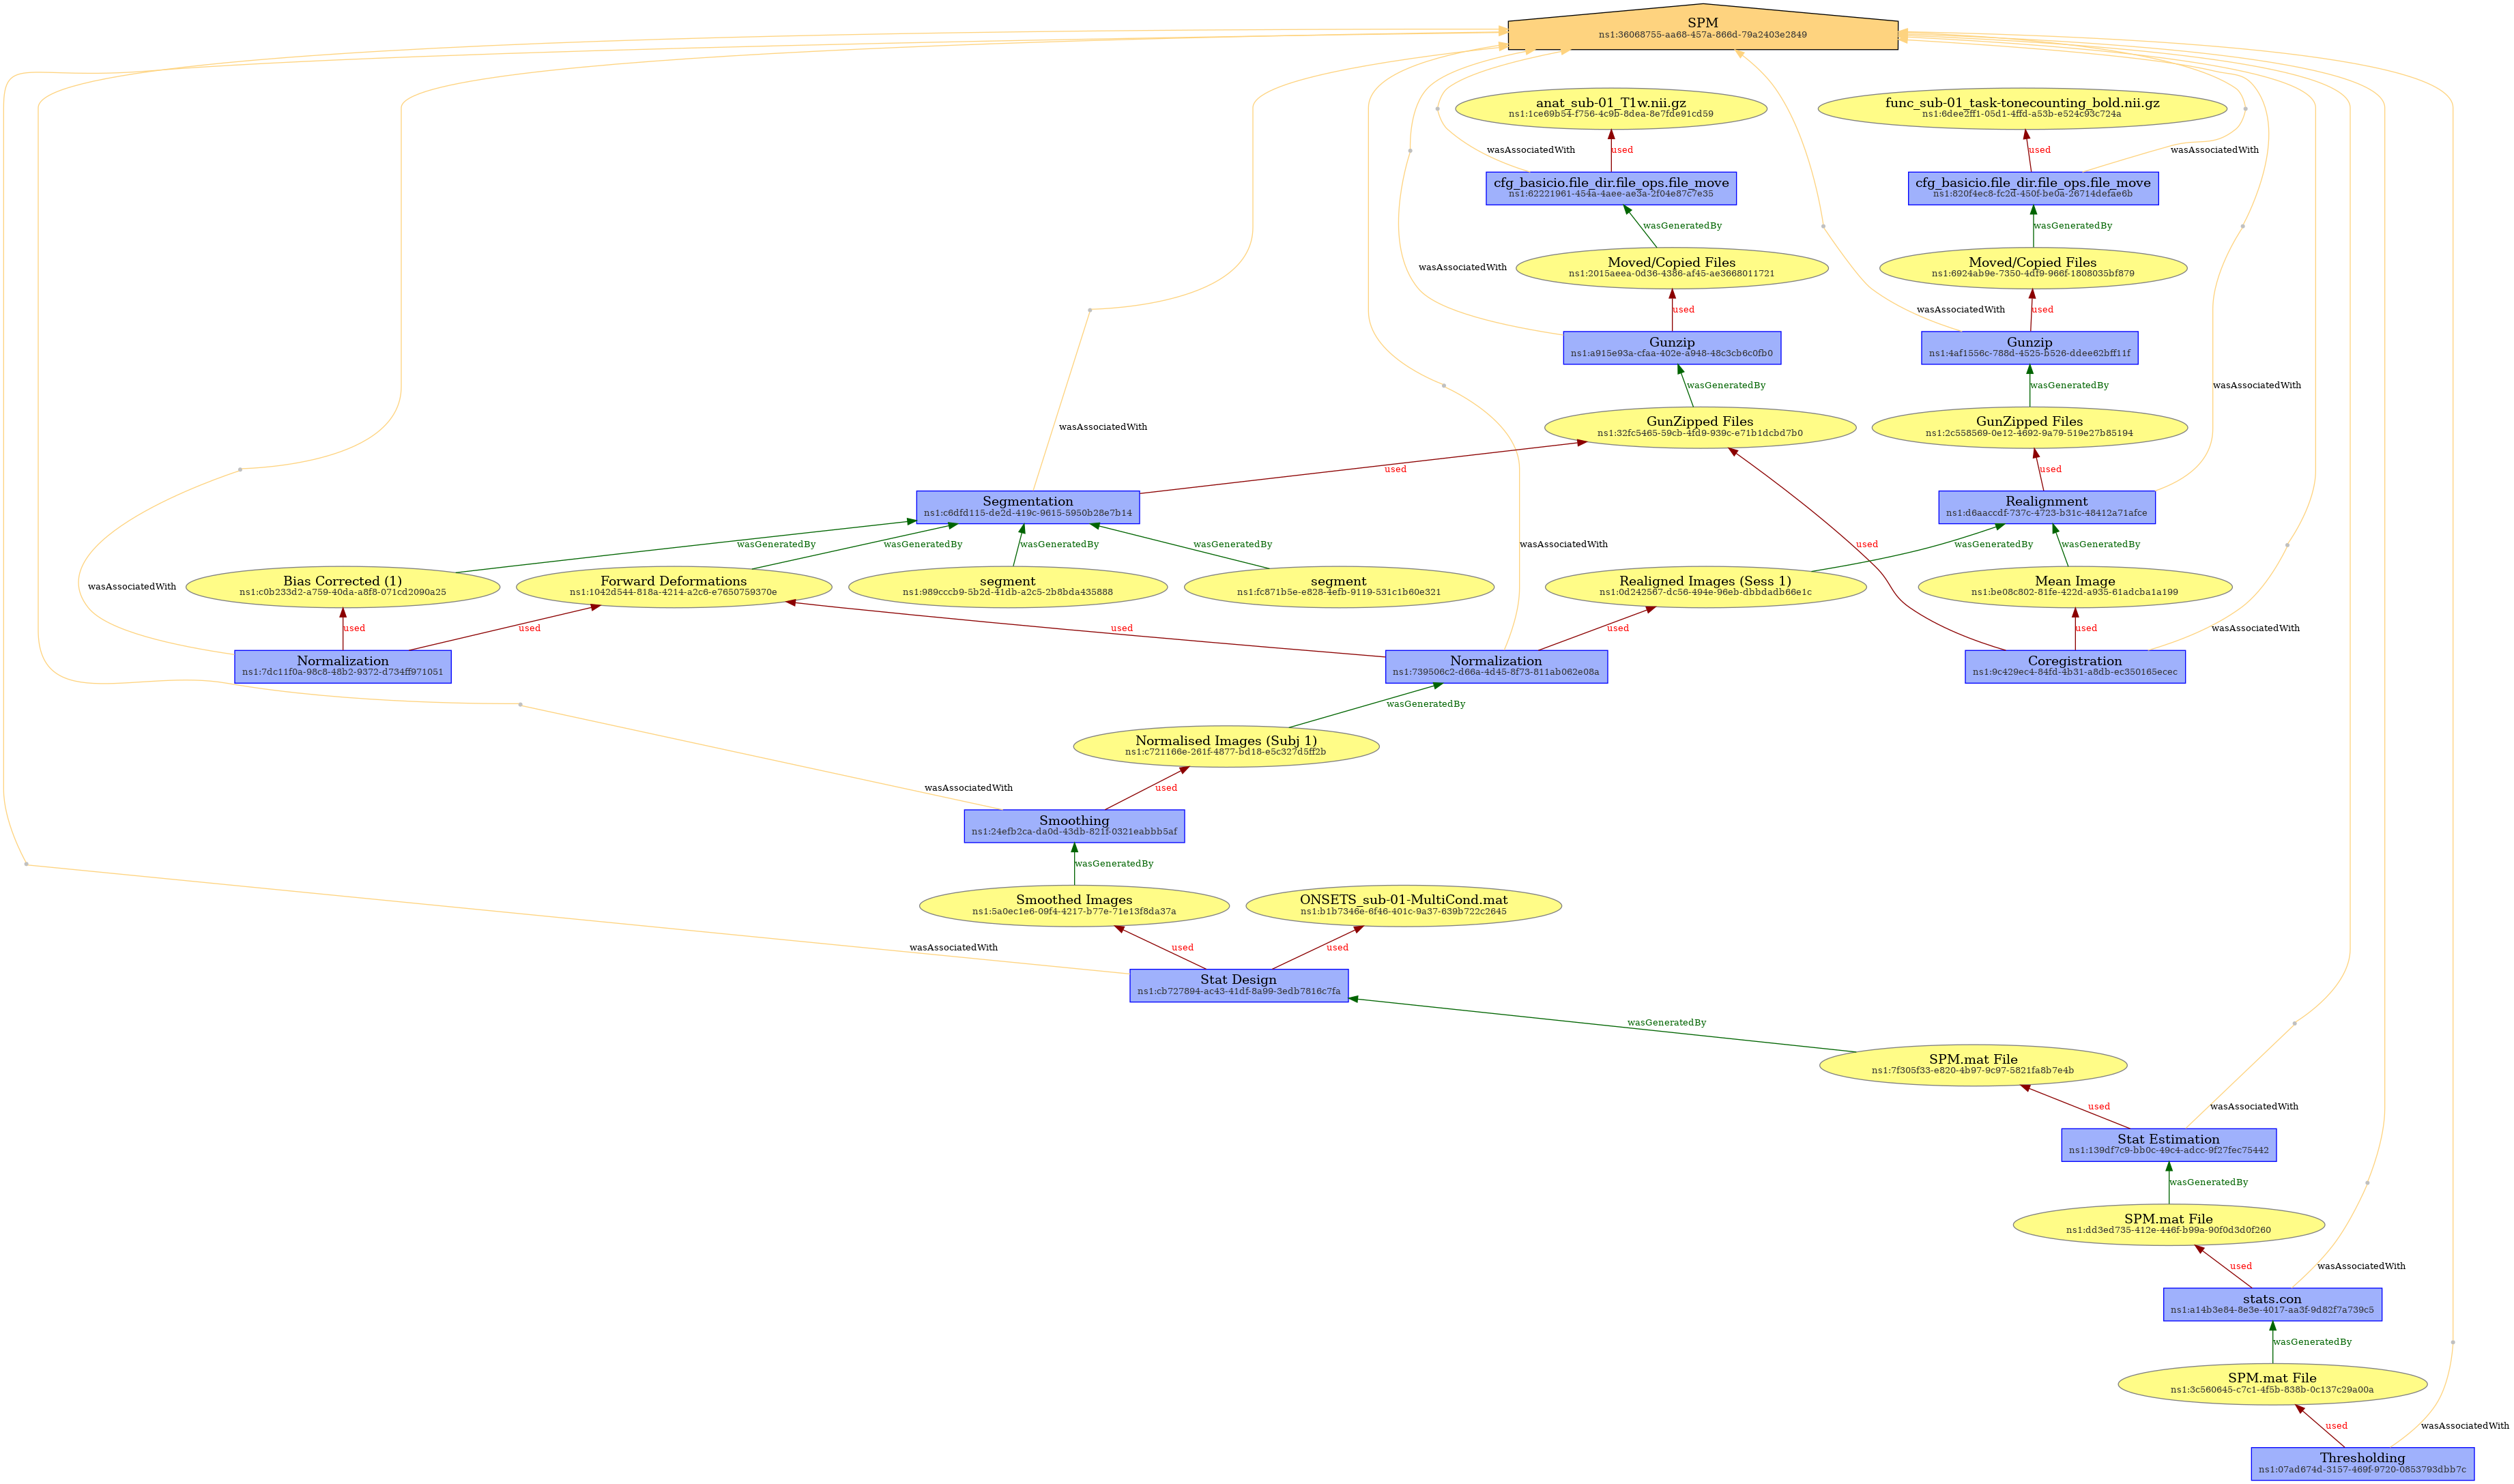 SPM
ns1:36068755-aa68-457a-866d-79a2403e2849
anat_sub-01_T1w.nii.gz
ns1:1ce69b54-f756-4c9b-8dea-8e7fde91cd59
func_sub-01_task-tonecounting_bold.nii.gz
ns1:6dee2ff1-05d1-4ffd-a53b-e524c93c724a
wasAssociatedWith
used
used
wasAssociatedWith
cfg_basicio.file_dir.file_ops.file_move
ns1:62221961-454a-4aee-ae3a-2f04e87c7e35
cfg_basicio.file_dir.file_ops.file_move
ns1:820f4ec8-fc2d-450f-be0a-26714defae6b
wasGeneratedBy
wasGeneratedBy
wasAssociatedWith
Moved/Copied Files
ns1:2015aeea-0d36-4386-af45-ae3668011721
Moved/Copied Files
ns1:6924ab9e-7350-4df9-966f-1808035bf879
used
wasAssociatedWith
used
Gunzip
ns1:a915e93a-cfaa-402e-a948-48c3cb6c0fb0
Gunzip
ns1:4af1556c-788d-4525-b526-ddee62bff11f
wasGeneratedBy
wasGeneratedBy
wasAssociatedWith
wasAssociatedWith
GunZipped Files
ns1:32fc5465-59cb-4fd9-939c-e71b1dcbd7b0
GunZipped Files
ns1:2c558569-0e12-4692-9a79-519e27b85194
used
used
Segmentation
ns1:c6dfd115-de2d-419c-9615-5950b28e7b14
Realignment
ns1:d6aaccdf-737c-4723-b31c-48412a71afce
wasGeneratedBy
wasGeneratedBy
wasGeneratedBy
wasGeneratedBy
wasAssociatedWith
used
wasGeneratedBy
wasGeneratedBy
wasAssociatedWith
Bias Corrected (1)
ns1:c0b233d2-a759-40da-a8f8-071cd2090a25
Forward Deformations
ns1:1042d544-818a-4214-a2c6-e7650759370e
segment
ns1:989cccb9-5b2d-41db-a2c5-2b8bda435888
segment
ns1:fc871b5e-e828-4efb-9119-531c1b60e321
Realigned Images (Sess 1)
ns1:0d242567-dc56-494e-96eb-dbbdadb66e1c
Mean Image
ns1:be08c802-81fe-422d-a935-61adcba1a199
used
used
used
used
used
wasAssociatedWith
Normalization
ns1:7dc11f0a-98c8-48b2-9372-d734ff971051
Normalization
ns1:739506c2-d66a-4d45-8f73-811ab062e08a
Coregistration
ns1:9c429ec4-84fd-4b31-a8db-ec350165ecec
wasGeneratedBy
Normalised Images (Subj 1)
ns1:c721166e-261f-4877-bd18-e5c327d5ff2b
wasAssociatedWith
used
Smoothing
ns1:24efb2ca-da0d-43db-821f-0321eabbb5af
wasGeneratedBy
Smoothed Images
ns1:5a0ec1e6-09f4-4217-b77e-71e13f8da37a
ONSETS_sub-01-MultiCond.mat
ns1:b1b7346e-6f46-401c-9a37-639b722c2645
wasAssociatedWith
used
used
Stat Design
ns1:cb727894-ac43-41df-8a99-3edb7816c7fa
wasGeneratedBy
SPM.mat File
ns1:7f305f33-e820-4b97-9c97-5821fa8b7e4b
used
wasAssociatedWith
Stat Estimation
ns1:139df7c9-bb0c-49c4-adcc-9f27fec75442
wasGeneratedBy
SPM.mat File
ns1:dd3ed735-412e-446f-b99a-90f0d3d0f260
used
wasAssociatedWith
stats.con
ns1:a14b3e84-8e3e-4017-aa3f-9d82f7a739c5
wasGeneratedBy
SPM.mat File
ns1:3c560645-c7c1-4f5b-838b-0c137c29a00a
used
wasAssociatedWith
Thresholding
ns1:07ad674d-3157-469f-9720-0853793dbb7c